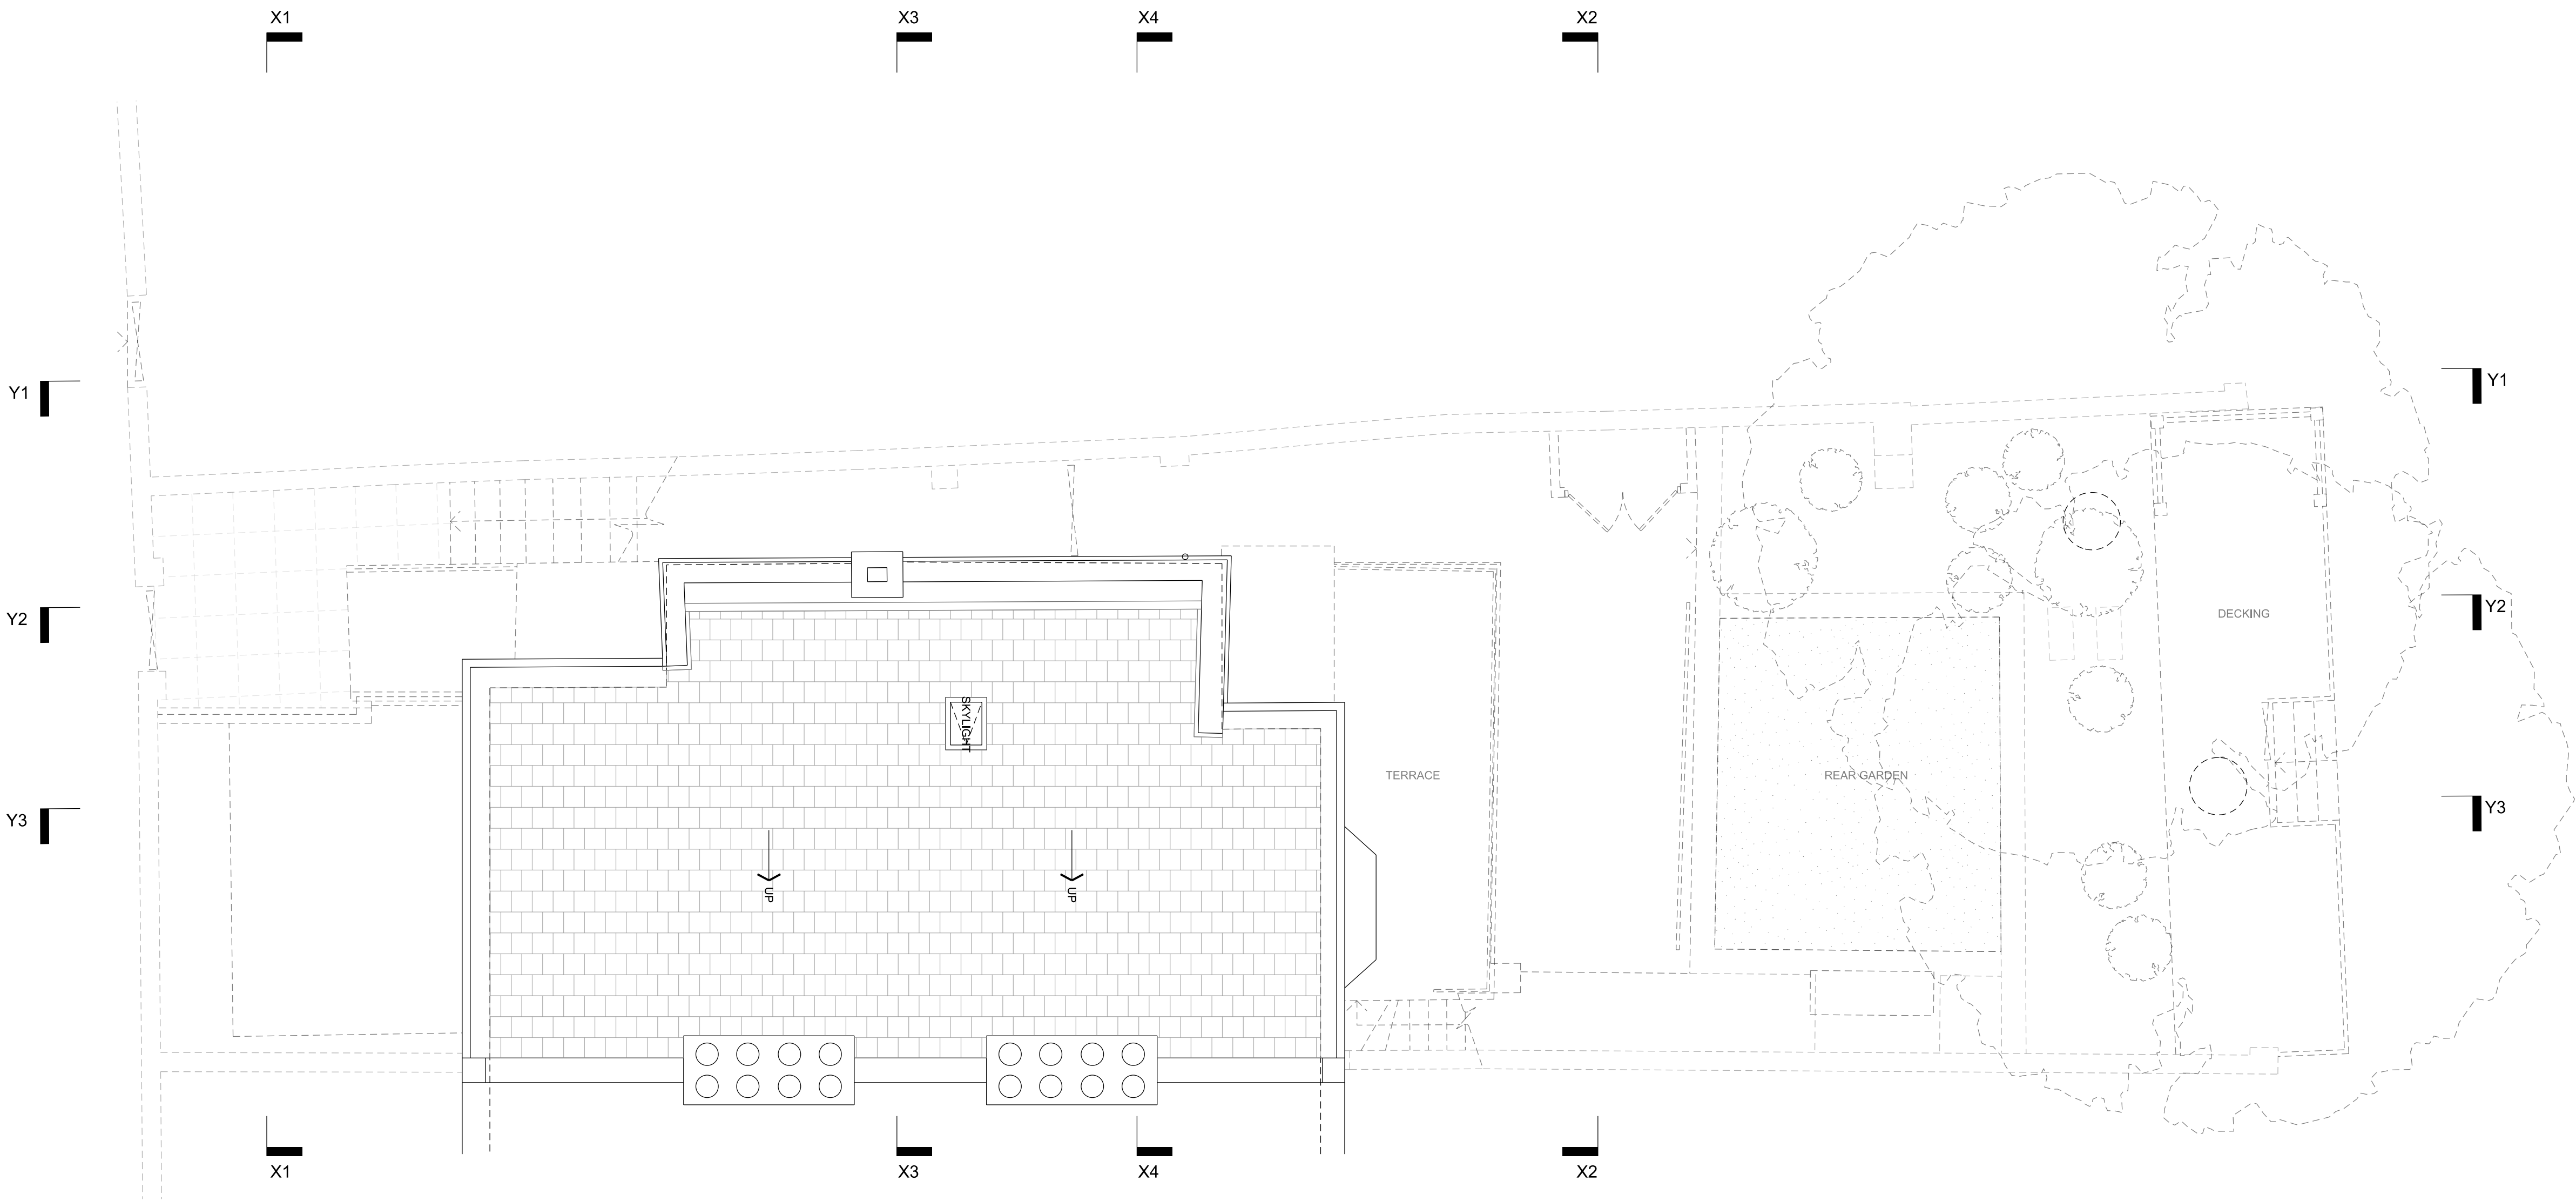 X1
X3
X4
X2
Y1
Y1
Y2
Y2
DECKING
SKYLIGHT
TERRACE
REAR GARDEN
Y3
Y3
UP
UP
X1
X3
X4
X2